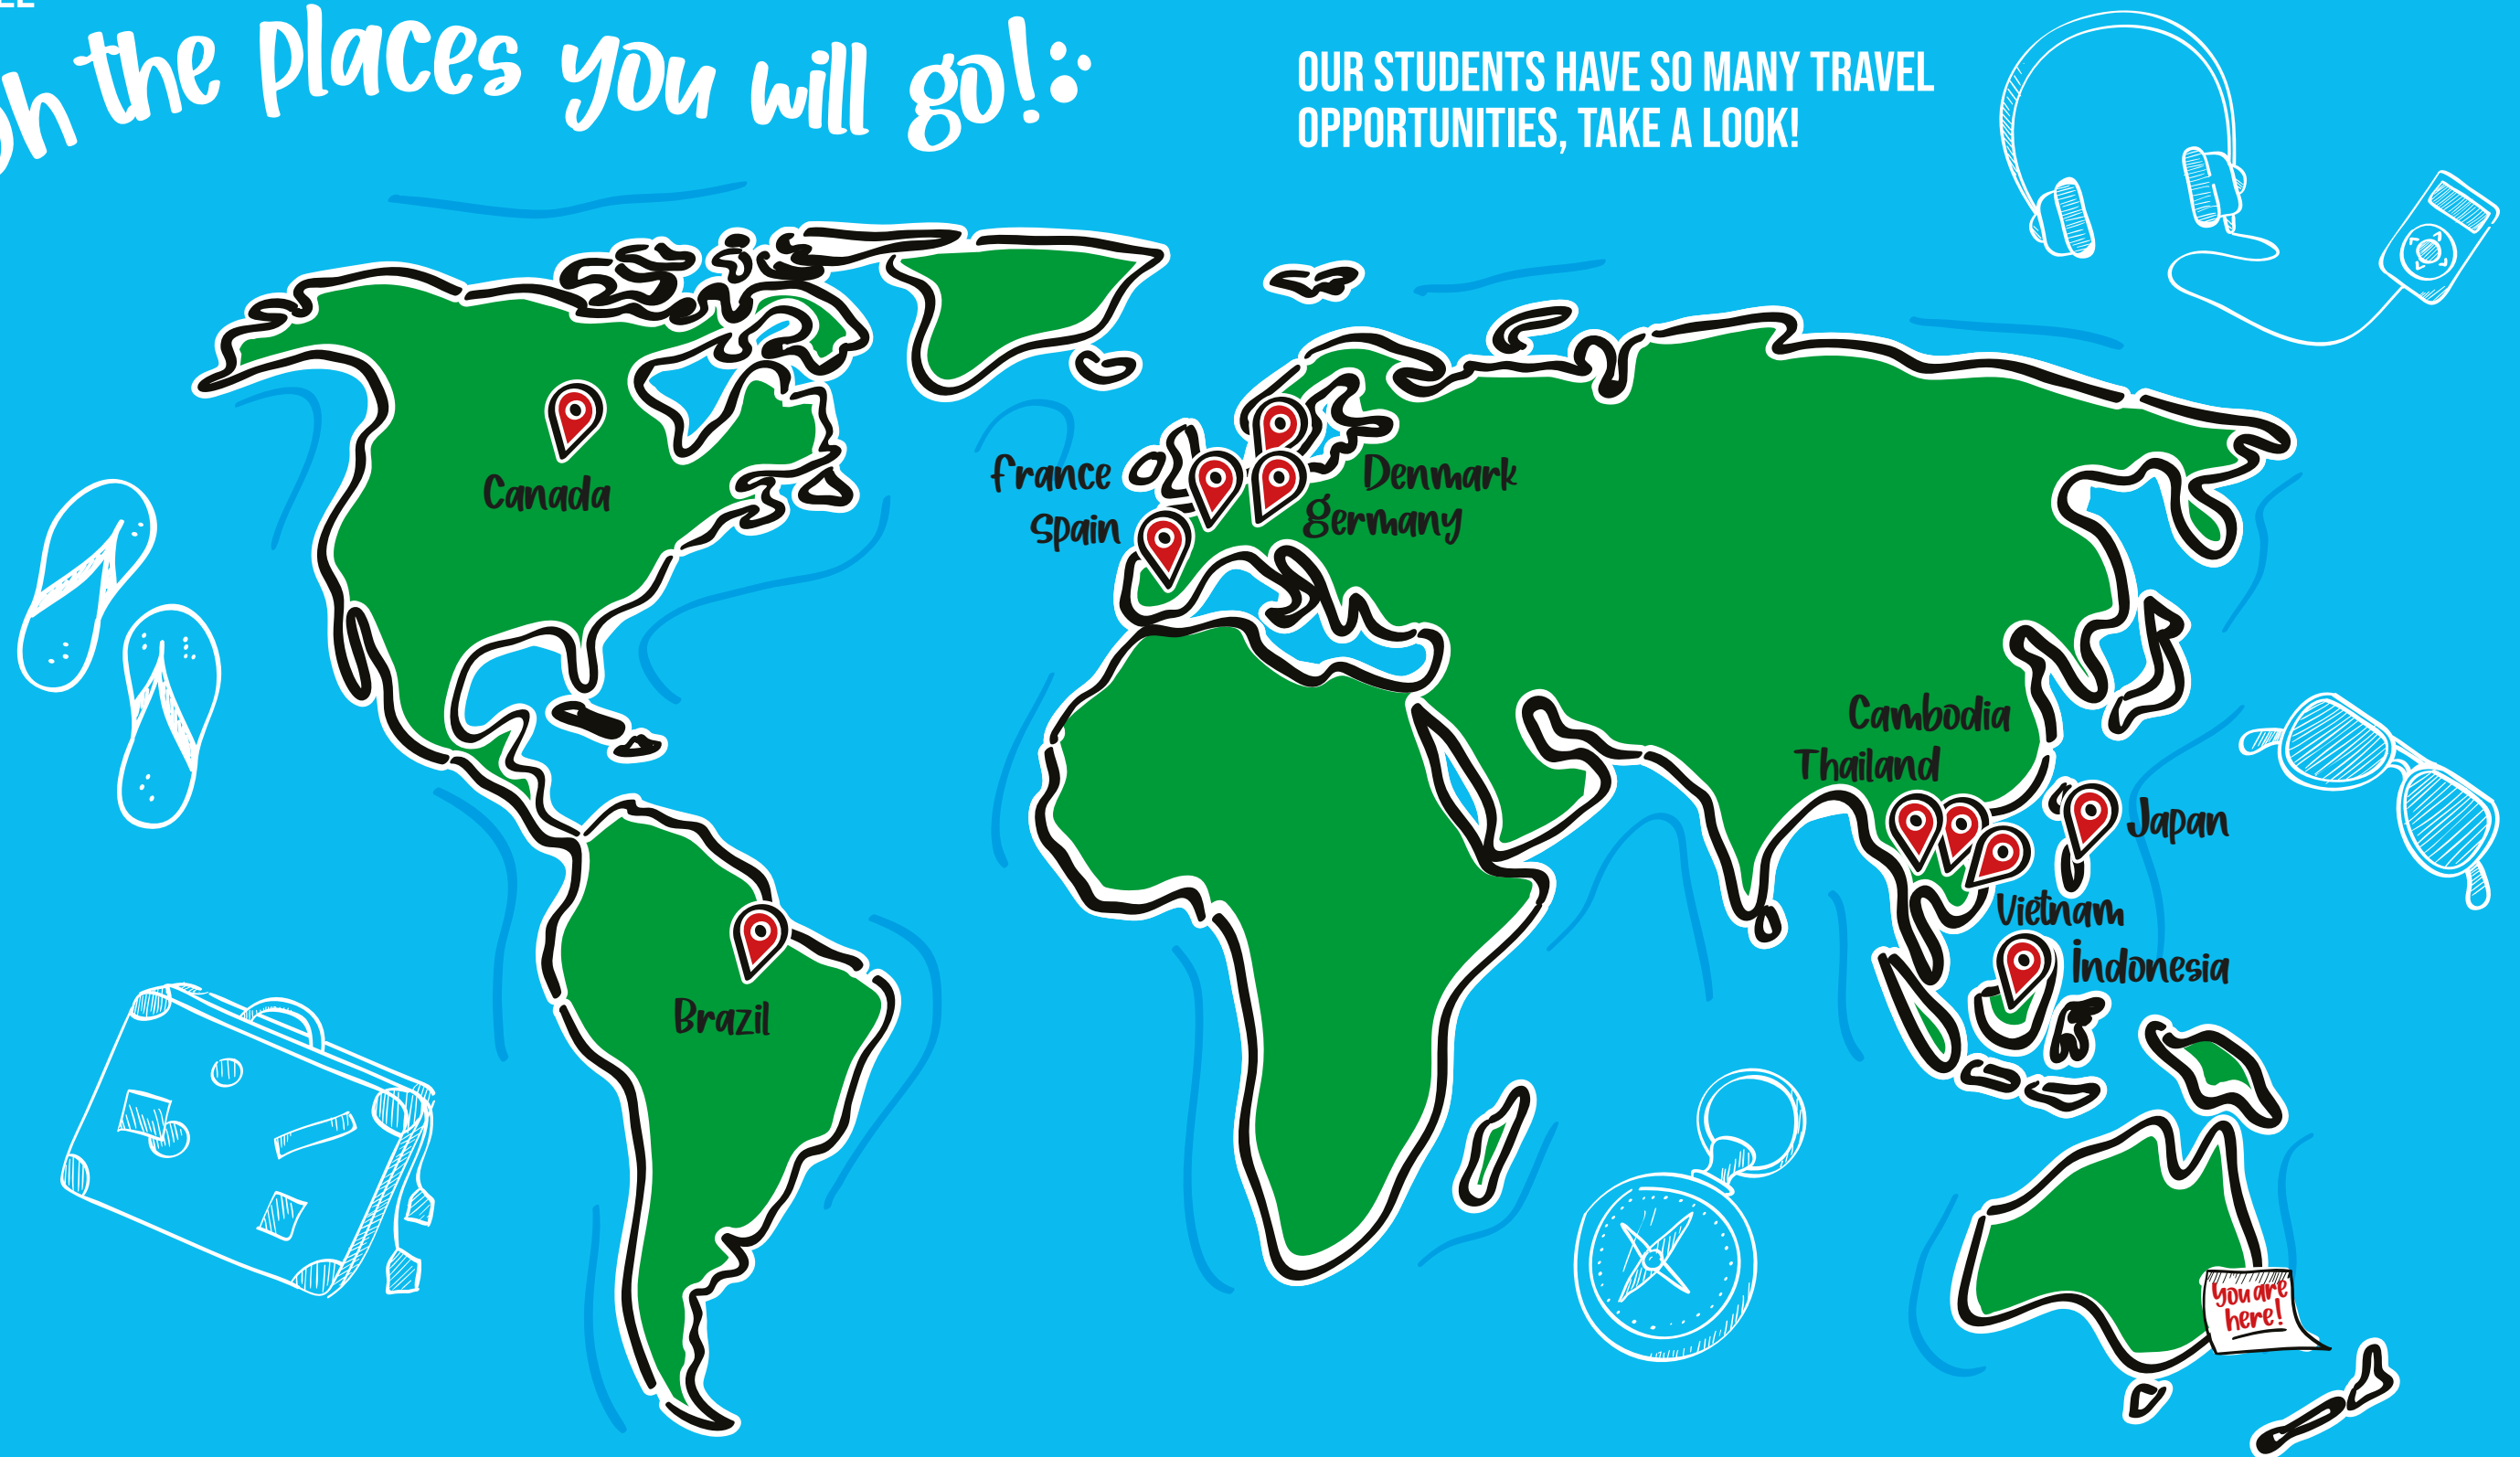 oh the places you will go!
OUR STUDENTS HAVE SO MANY TRAVEL
OPPORTUNITIES, TAKE A LOOK!
Canada
france
Spain
Denmark
germany
Cambodia
Thailand
Japan
Vietnam
Indonesia
Brazil
you are
here!